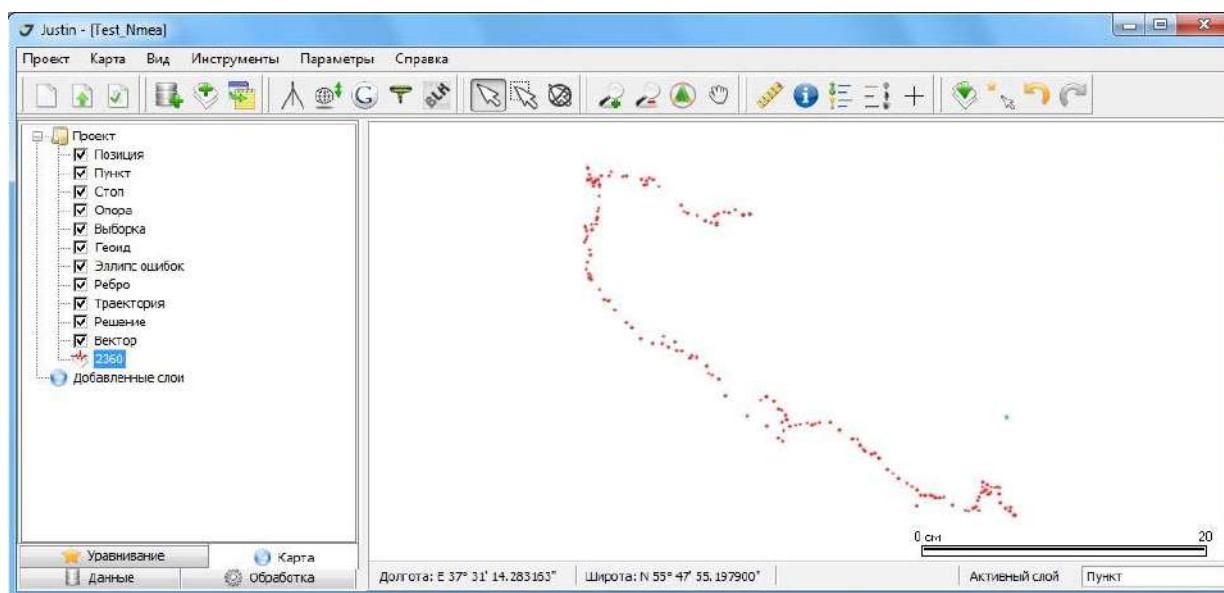 Justin - [Test_Nmea]
Проект Карта Вид Инструменты Параметры Справка
BLH
Проект
Позиция
Пункт
Стоп
Опора
Выборка
Геоид
Эллипс ошибок
Ребро
Траектория
Решение
Вектор
2360
Добавленные слои
0 см 20
Уравнивание Карта
Данные Обработка
Долгота: E 37° 31' 14.283163" Широта: N 55° 47' 55.197900" Активный слой Пункт